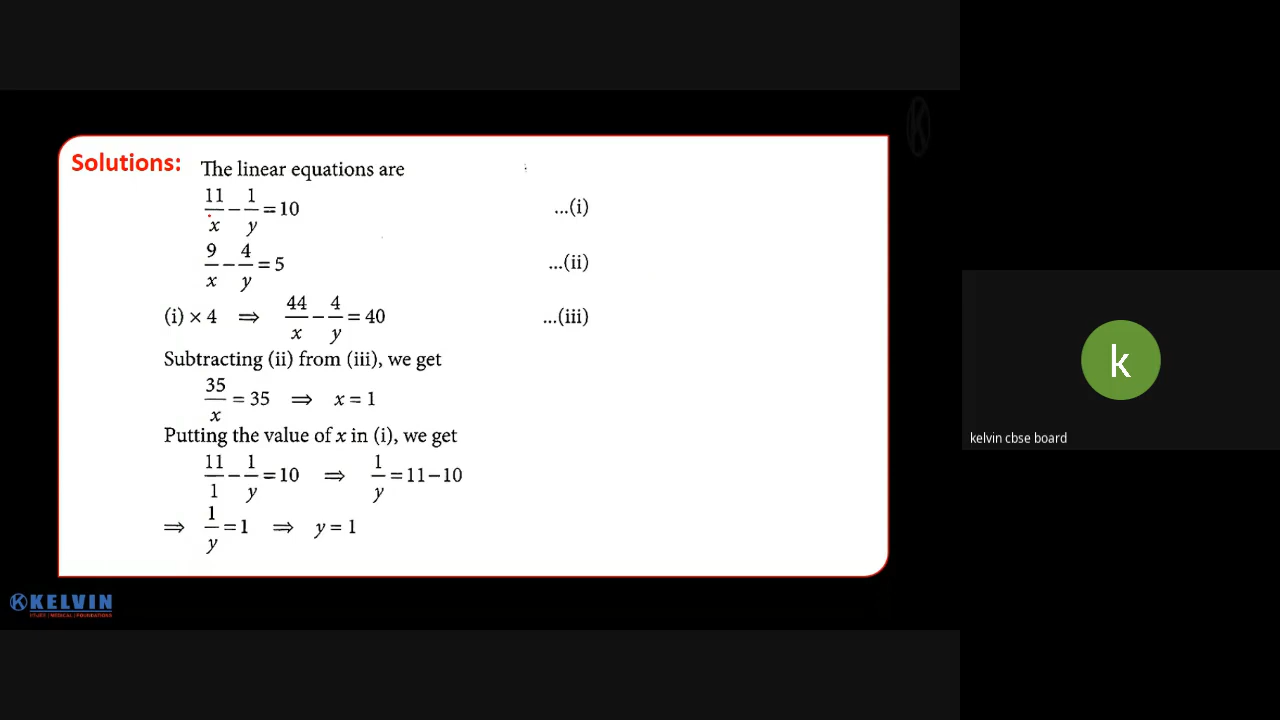 Solutions: The linear equations are
11/x − 1/y = 10 ...(i)
9/x − 4/y = 5 ...(ii)
(i) × 4 ⇒ 44/x − 4/y = 40 ...(iii)
Subtracting (ii) from (iii), we get
35/x = 35 ⇒ x = 1
Putting the value of x in (i), we get
11/1 − 1/y = 10 ⇒ 1/y = 11−10
⇒ 1/y = 1 ⇒ y = 1
KELVIN
k
kelvin cbse board